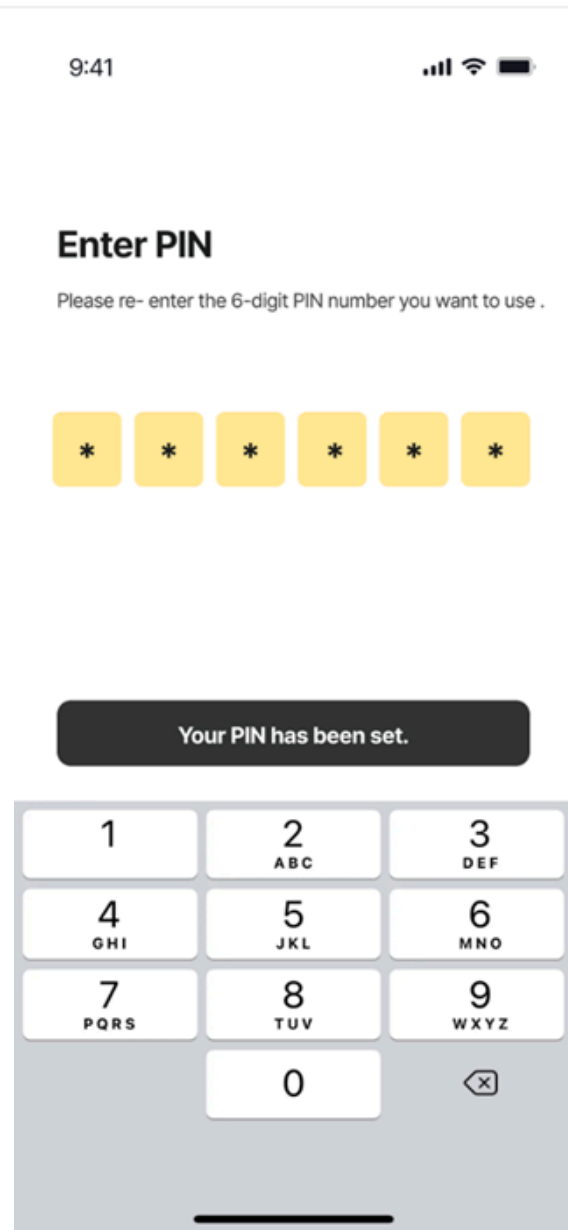 9:41
Enter PIN
Please re- enter the 6-digit PIN number you want to use .
* * * * * *
Your PIN has been set.
1 2 3
ABC DEF
4 5 6
GHI JKL MNO
7 8 9
PQRS TUV WXYZ
0